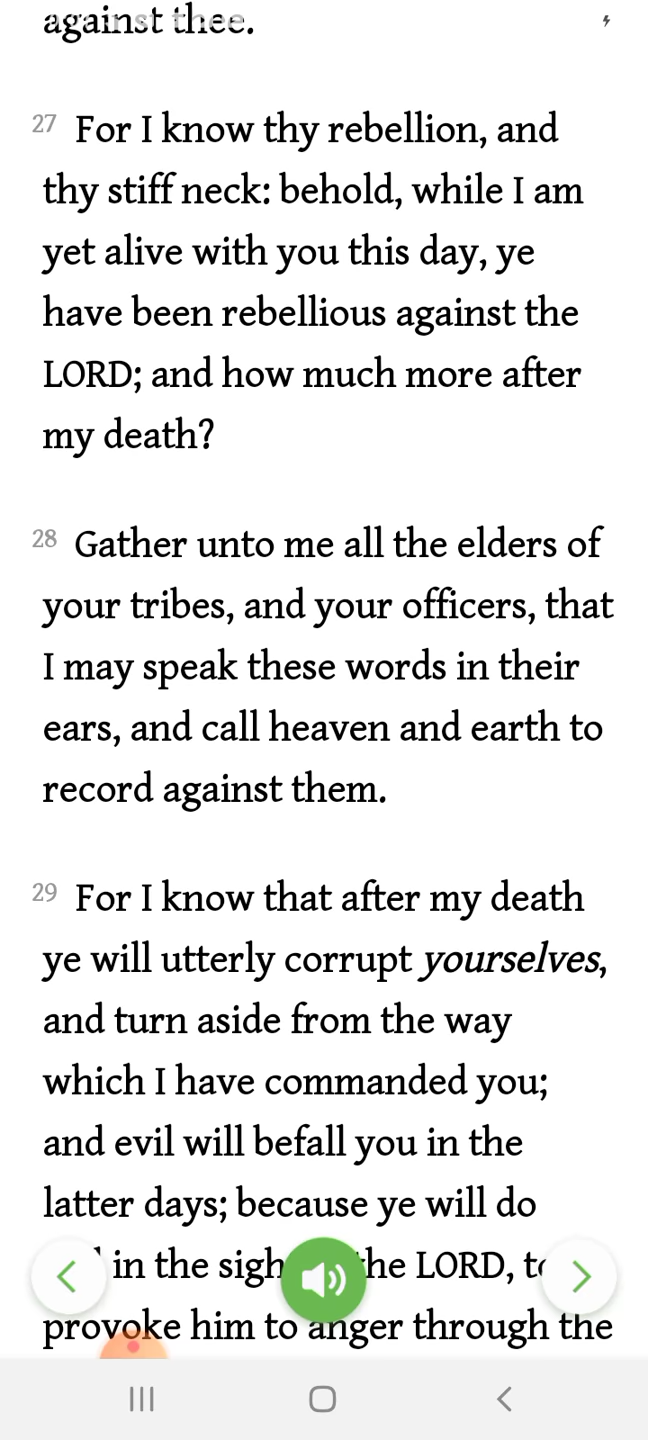 against thee.
27 For I know thy rebellion, and
thy stiff neck: behold, while I am
yet alive with you this day, ye
have been rebellious against the
LORD; and how much more after
my death?
28 Gather unto me all the elders of
your tribes, and your officers, that
I may speak these words in their
ears, and call heaven and earth to
record against them.
29 For I know that after my death
ye will utterly corrupt yourselves,
and turn aside from the way
which I have commanded you;
and evil will befall you in the
latter days; because ye will do
in the sigh he LORD, to
provoke him to anger through the